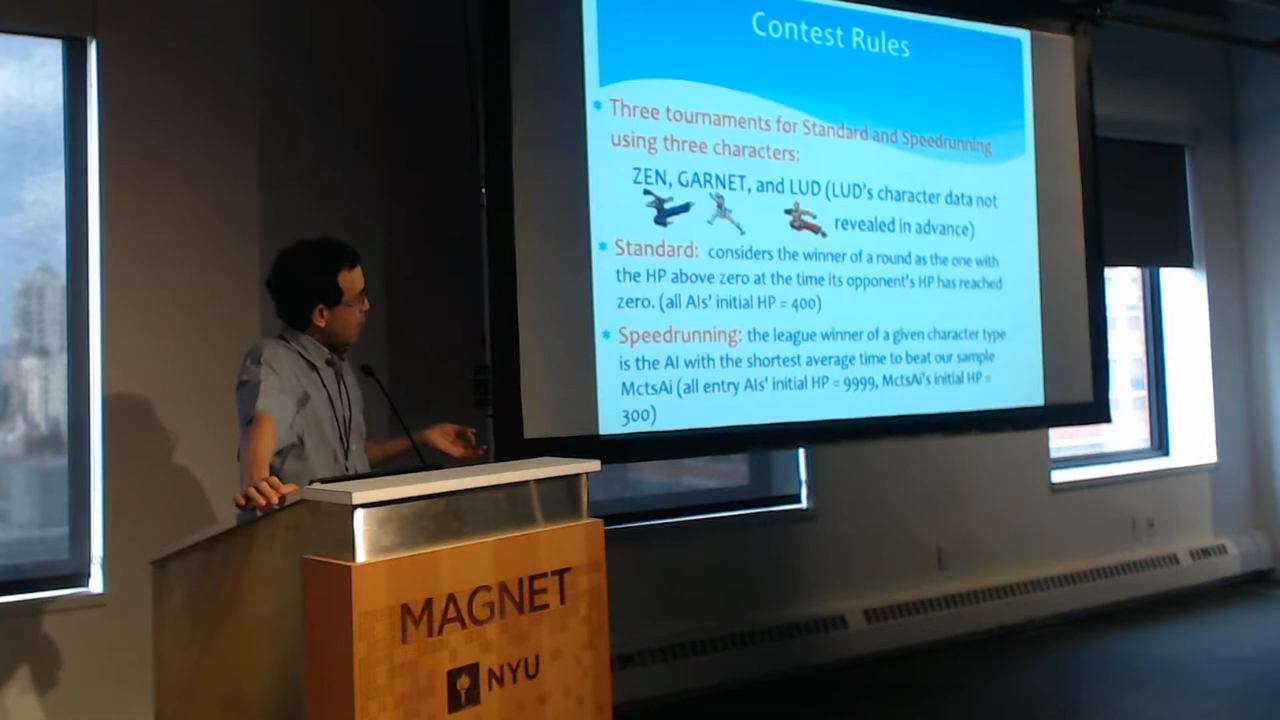 Contest Rules
* Three tournaments for Standard and Speedrunning
using three characters:
ZEN, GARNET, and LUD (LUD's character data not
revealed in advance)
* Standard: considers the winner of a round as the one with
the HP above zero at the time its opponent's HP has reached
zero. (all AIs' initial HP = 400)
* Speedrunning: the league winner of a given character type
is the AI with the shortest average time to beat our sample
MctsAi (all entry AIs' initial HP = 9999, MctsAi's initial HP =
300)
MAGNET
NYU